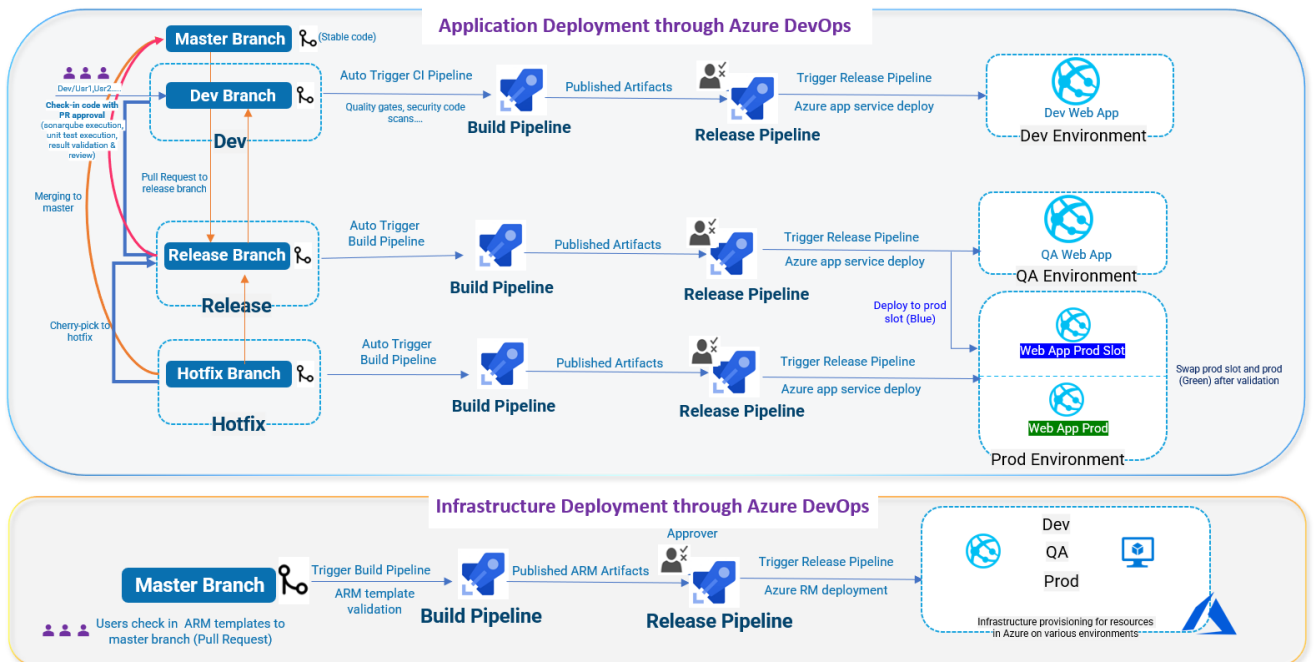 Application Deployment through Azure DevOps
Master Branch
(Stable code)
Dev/Usr1,Usr2....
Check-in code with
PR approval
(sonarqube execution,
unit test execution,
result validation &
review)
Dev Branch
Dev
Auto Trigger CI Pipeline
Quality gates, security code
scans....
Build Pipeline
Published Artifacts
Release Pipeline
Trigger Release Pipeline
Azure app service deploy
Dev Web App
Dev Environment
Pull Request to
release branch
Merging to
master
Release Branch
Release
Auto Trigger
Build Pipeline
Build Pipeline
Published Artifacts
Release Pipeline
Trigger Release Pipeline
Azure app service deploy
QA Web App
QA Environment
Deploy to prod
slot (Blue)
Cherry-pick to
hotfix
Hotfix Branch
Hotfix
Auto Trigger
Build Pipeline
Build Pipeline
Published Artifacts
Release Pipeline
Trigger Release Pipeline
Azure app service deploy
Web App Prod Slot
Swap prod slot and prod
(Green) after validation
Web App Prod
Prod Environment
Infrastructure Deployment through Azure DevOps
Master Branch
Users check in ARM templates to
master branch (Pull Request)
Trigger Build Pipeline
ARM template
validation
Build Pipeline
Published ARM Artifacts
Approver
Release Pipeline
Trigger Release Pipeline
Azure RM deployment
Dev
QA
Prod
Infrastructure provisioning for resources
in Azure on various environments